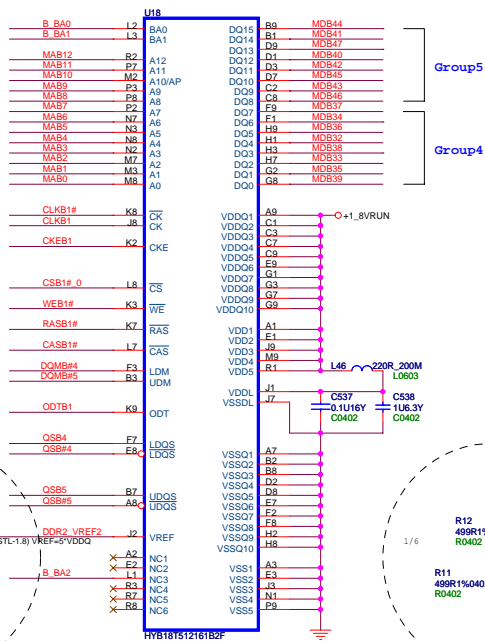 U18
B_BA0 L2 BA0 DQ15 B9 MDB44
B_BA1 L3 BA1 DQ14 B1 MDB41
DQ13 D9 MDB47
MAB12 R2 A12 DQ12 D1 MDB40
MAB11 P7 A11 DQ11 D3 MDB42
MAB10 M2 A10/AP DQ10 D7 MDB45
MAB9 P3 A9 DQ9 C2 MDB43
MAB8 P8 A8 DQ8 C8 MDB46
Group5
MAB7 P2 A7 DQ7 F9 MDB37
MAB6 N7 A6 DQ6 F1 MDB34
MAB5 N3 A5 DQ5 H9 MDB36
MAB4 N8 A4 DQ4 H1 MDB32
MAB3 N2 A3 DQ3 H3 MDB38
MAB2 M7 A2 DQ2 H7 MDB33
MAB1 M3 A1 DQ1 G2 MDB35
MAB0 M8 A0 DQ0 G8 MDB39
Group4
CLKB1# K8 CK VDDQ1 A9 +1_8VRUN
CLKB1 J8 CK VDDQ2 C1
VDDQ3 C3
CKEB1 K2 CKE VDDQ4 C7
VDDQ5 C9
VDDQ6 E9
VDDQ7 G1
CSB1#_0 L8 CS VDDQ8 G3
VDDQ9 G7
WEB1# K3 WE VDDQ10 G9
RASB1# K7 RAS VDD1 A1
VDD2 E1
CASB1# L7 CAS VDD3 J9
VDD4 M9
DQMB#4 F3 LDM VDD5 R1 L46 220R_200M
L0603
DQMB#5 B3 UDM
VDDL J1
VSSDL J7
C537 C538
0.1U16Y 1U6.3Y
C0402 C0402
ODTB1 K9 ODT
QSB4 F7 LDQS VSSQ1 A7
QSB#4 E8 LDQS VSSQ2 B2
VSSQ3 B8
VSSQ4 D2
VSSQ5 D8
QSB5 B7 UDQS VSSQ6 E7
QSB#5 A8 UDQS VSSQ7 F2
VSSQ8 F8
VSSQ9 H2
DDR2_VREF2 J2 VREF VSSQ10 H8
STL-1.8) VREF=5*VDDQ
A2 NC1
E2 NC2 VSS1 A3
B_BA2 L1 NC3 VSS2 E3
R3 NC4 VSS3 J3
R7 NC5 VSS4 N1
R8 NC6 VSS5 P9
HYB18T512161B2F
1/6
R12
499R1%
R0402
R11
499R1%040
R0402